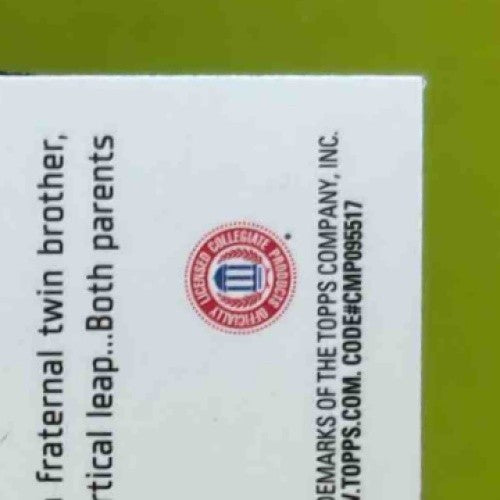 fraternal twin brother,
rtical leap...Both parents
OFFICIALLY LICENSED COLLEGIATE PRODUCTS
DEMARKS OF THE TOPPS COMPANY, INC.
.TOPPS.COM. CODE#CMP095517